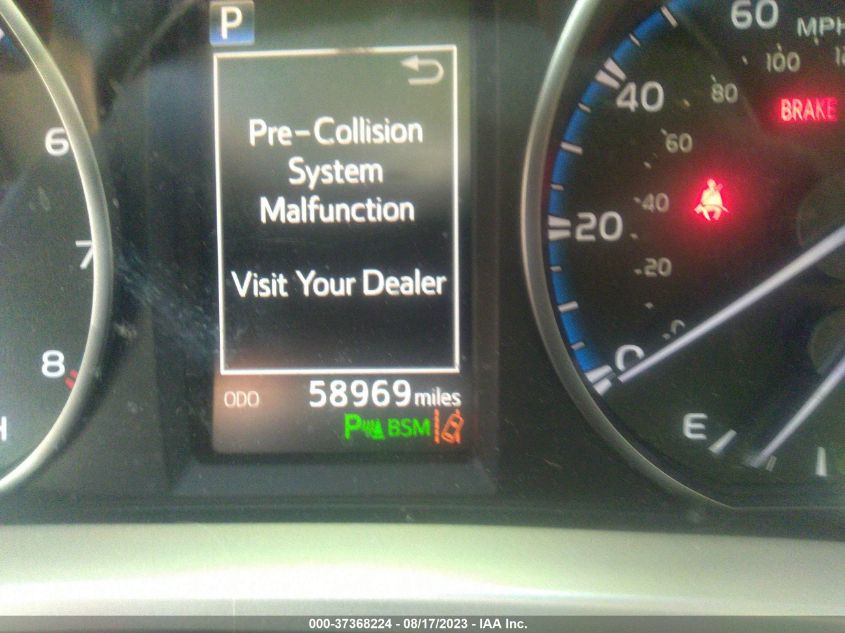 P
60
MPH
100
40
80
BRAKE
6
Pre-Collision
System
Malfunction
60
40
20
7
20
Visit Your Dealer
0
0
8
ODO 58969 miles
P BSM
E
H
000-37368224 - 08/17/2023 - IAA Inc.